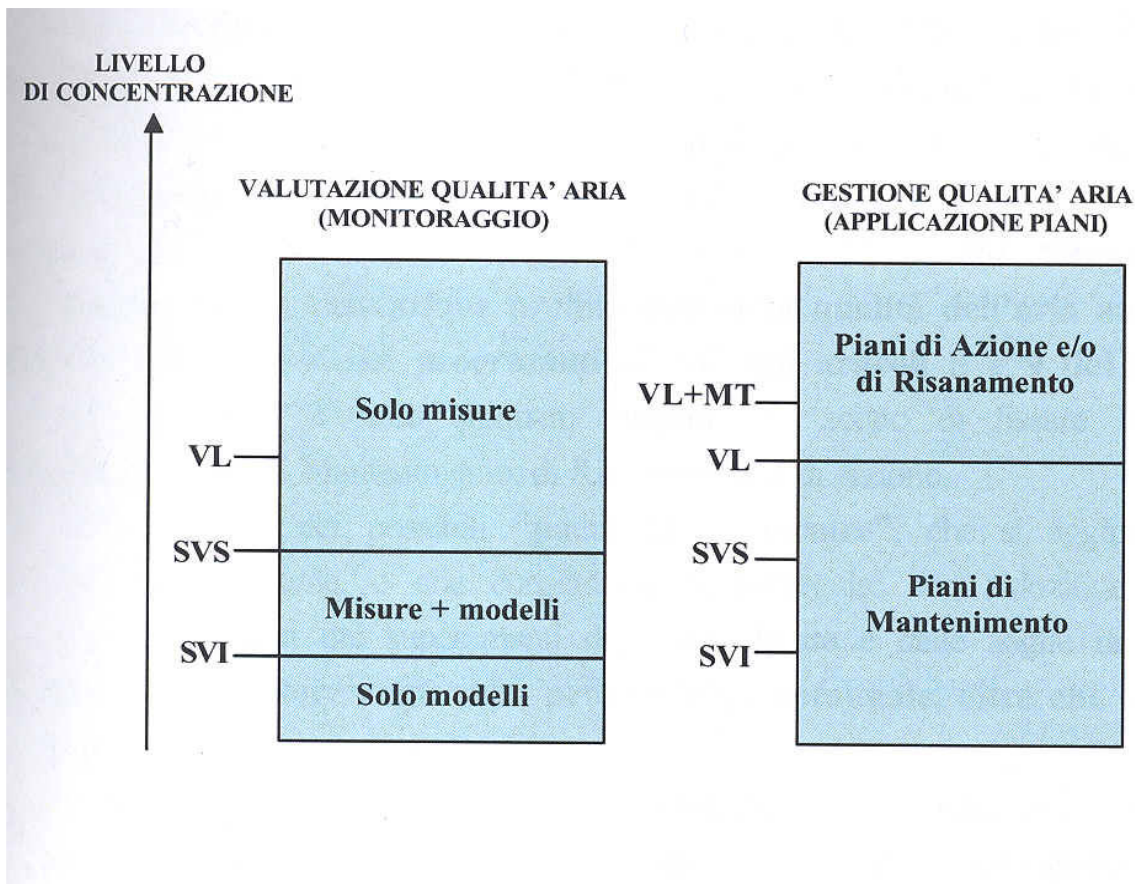 LIVELLO
DI CONCENTRAZIONE
VALUTAZIONE QUALITA' ARIA
(MONITORAGGIO)
Solo misure
VL
SVS
Misure + modelli
SVI
Solo modelli
GESTIONE QUALITA' ARIA
(APPLICAZIONE PIANI)
Piani di Azione e/o
di Risanamento
VL+MT
VL
SVS
Piani di
Mantenimento
SVI